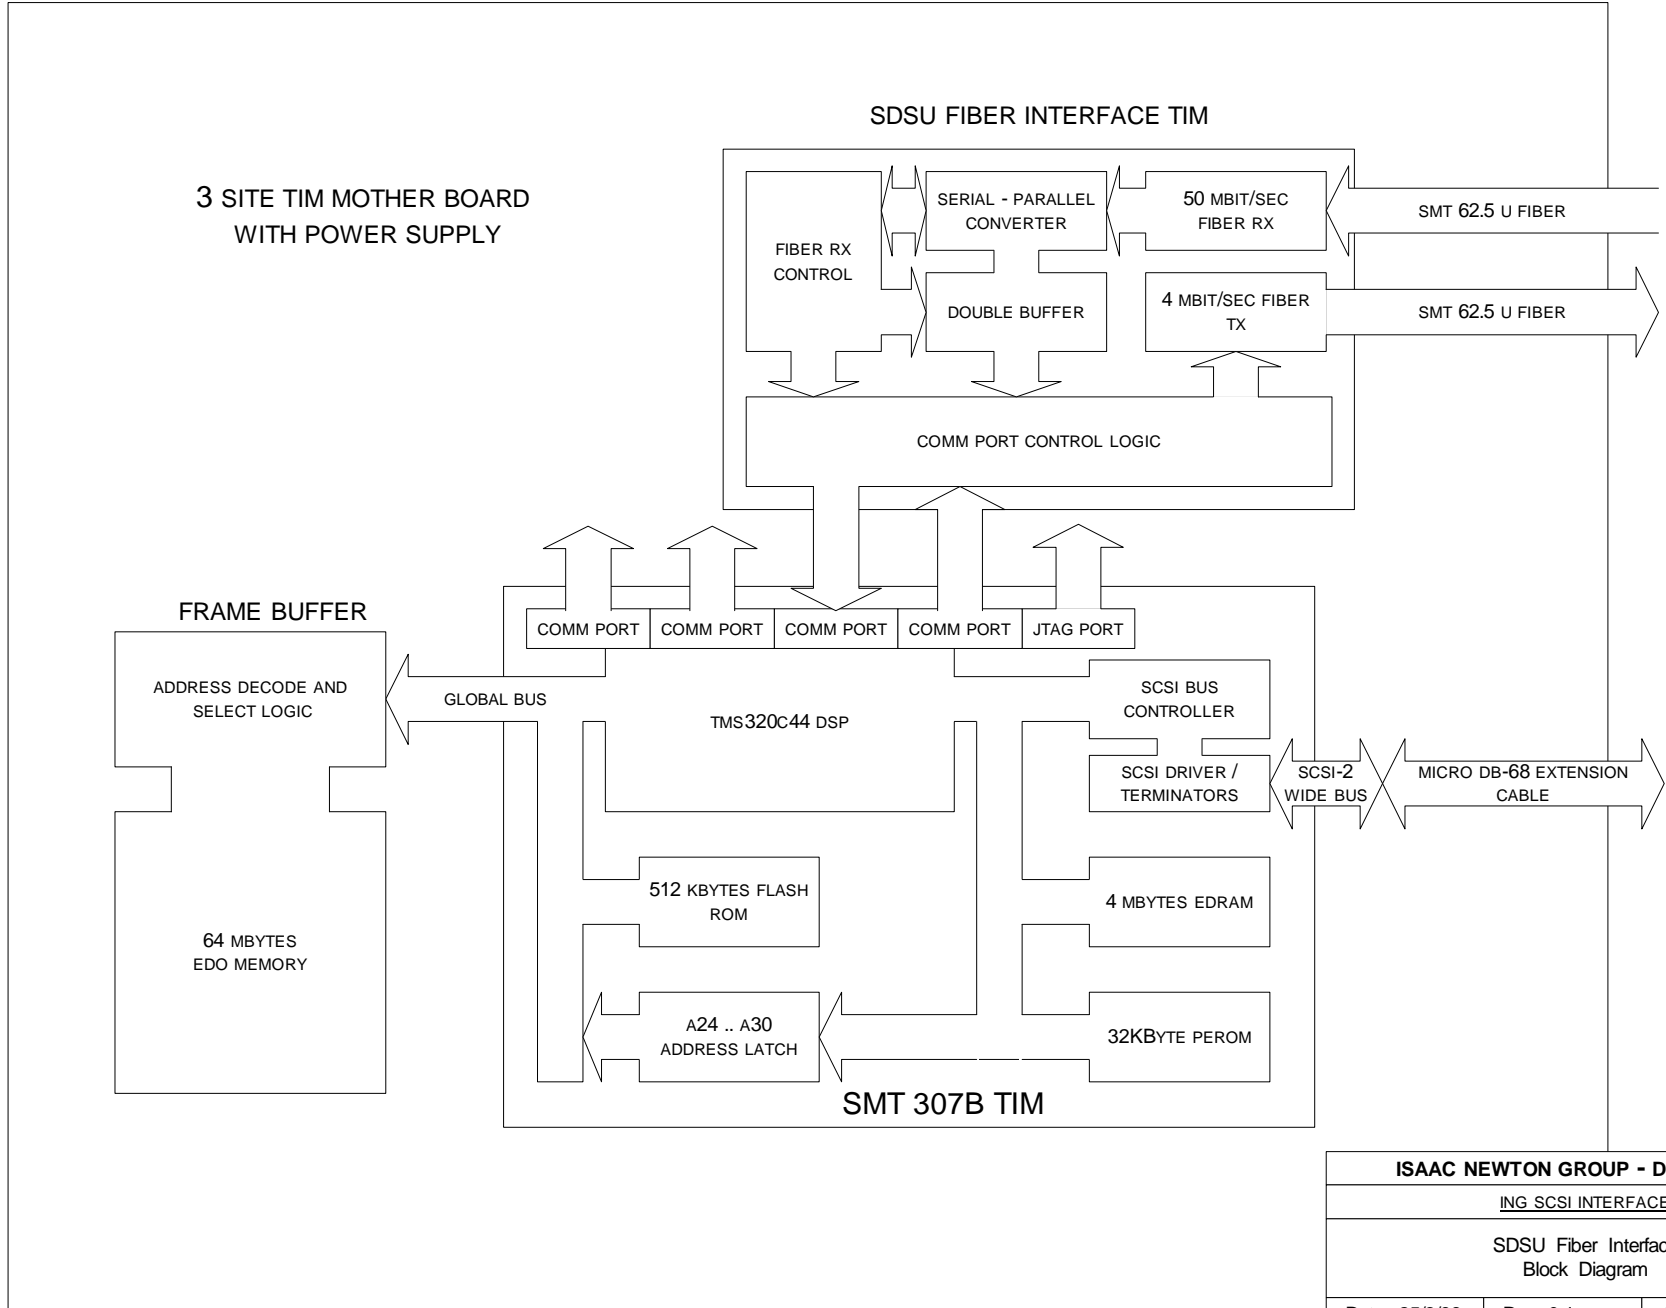 SDSU FIBER INTERFACE TIM
3 SITE TIM MOTHER BOARD
WITH POWER SUPPLY
FIBER RX
CONTROL
SERIAL - PARALLEL
CONVERTER
50 MBIT/SEC
FIBER RX
SMT 62.5 U FIBER
DOUBLE BUFFER
4 MBIT/SEC FIBER
TX
SMT 62.5 U FIBER
COMM PORT CONTROL LOGIC
FRAME BUFFER
COMM PORT
COMM PORT
COMM PORT
COMM PORT
JTAG PORT
ADDRESS DECODE AND
SELECT LOGIC
GLOBAL BUS
TMS320C44 DSP
SCSI BUS
CONTROLLER
SCSI DRIVER /
TERMINATORS
SCSI-2
WIDE BUS
MICRO DB-68 EXTENSION
CABLE
512 KBYTES FLASH
ROM
4 MBYTES EDRAM
64 MBYTES
EDO MEMORY
A24 .. A30
ADDRESS LATCH
32KBYTE PEROM
SMT 307B TIM
ISAAC NEWTON GROUP - D
ING SCSI INTERFACE
SDSU Fiber Interfac
Block Diagram